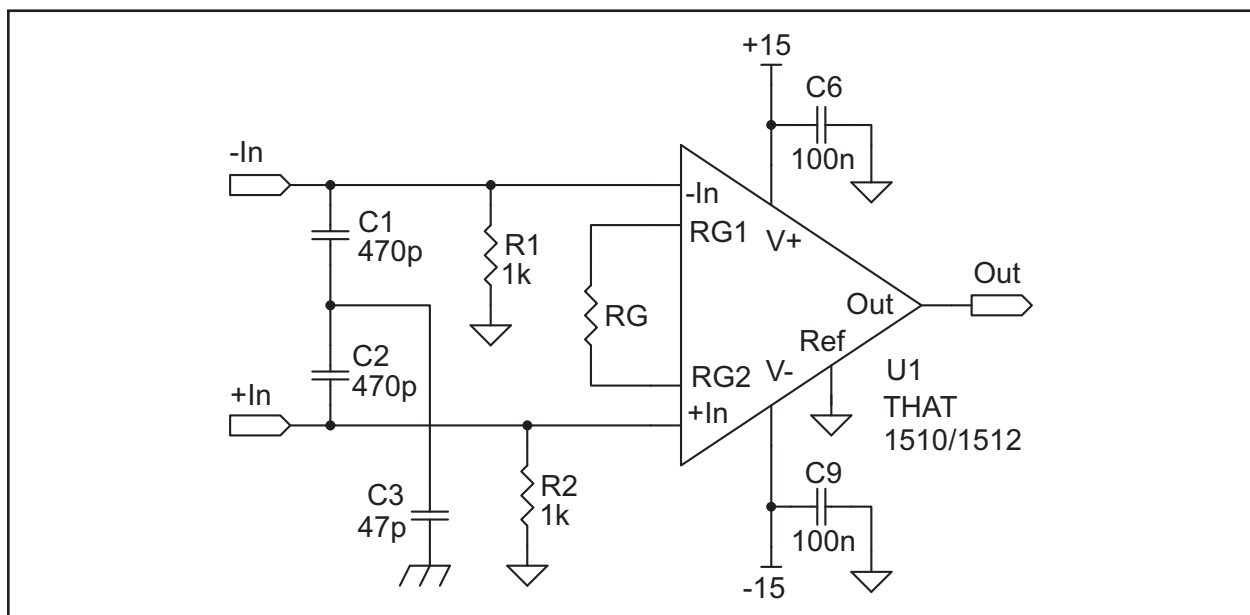 +15
C6
100n
-In
C1
470p
R1
1k
-In
RG1
V+
RG
Out
Out
Ref
C2
470p
RG2
V-
U1
+In
+In
THAT
1510/1512
C3
47p
R2
1k
C9
100n
-15